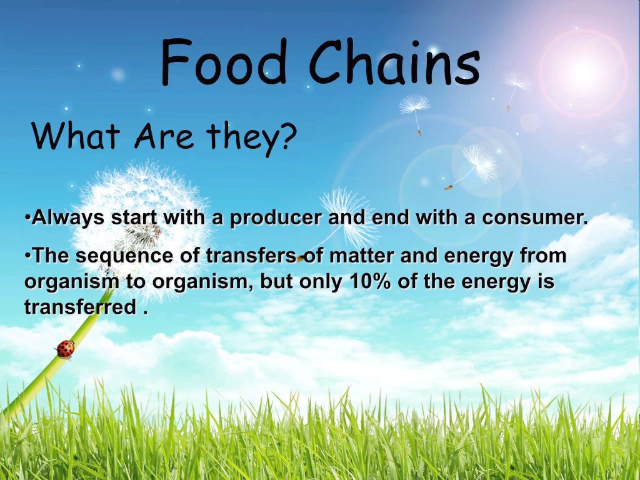 Food Chains
What Are they?
•Always start with a producer and end with a consumer.
•The sequence of transfers of matter and energy from
organism to organism, but only 10% of the energy is
transferred .